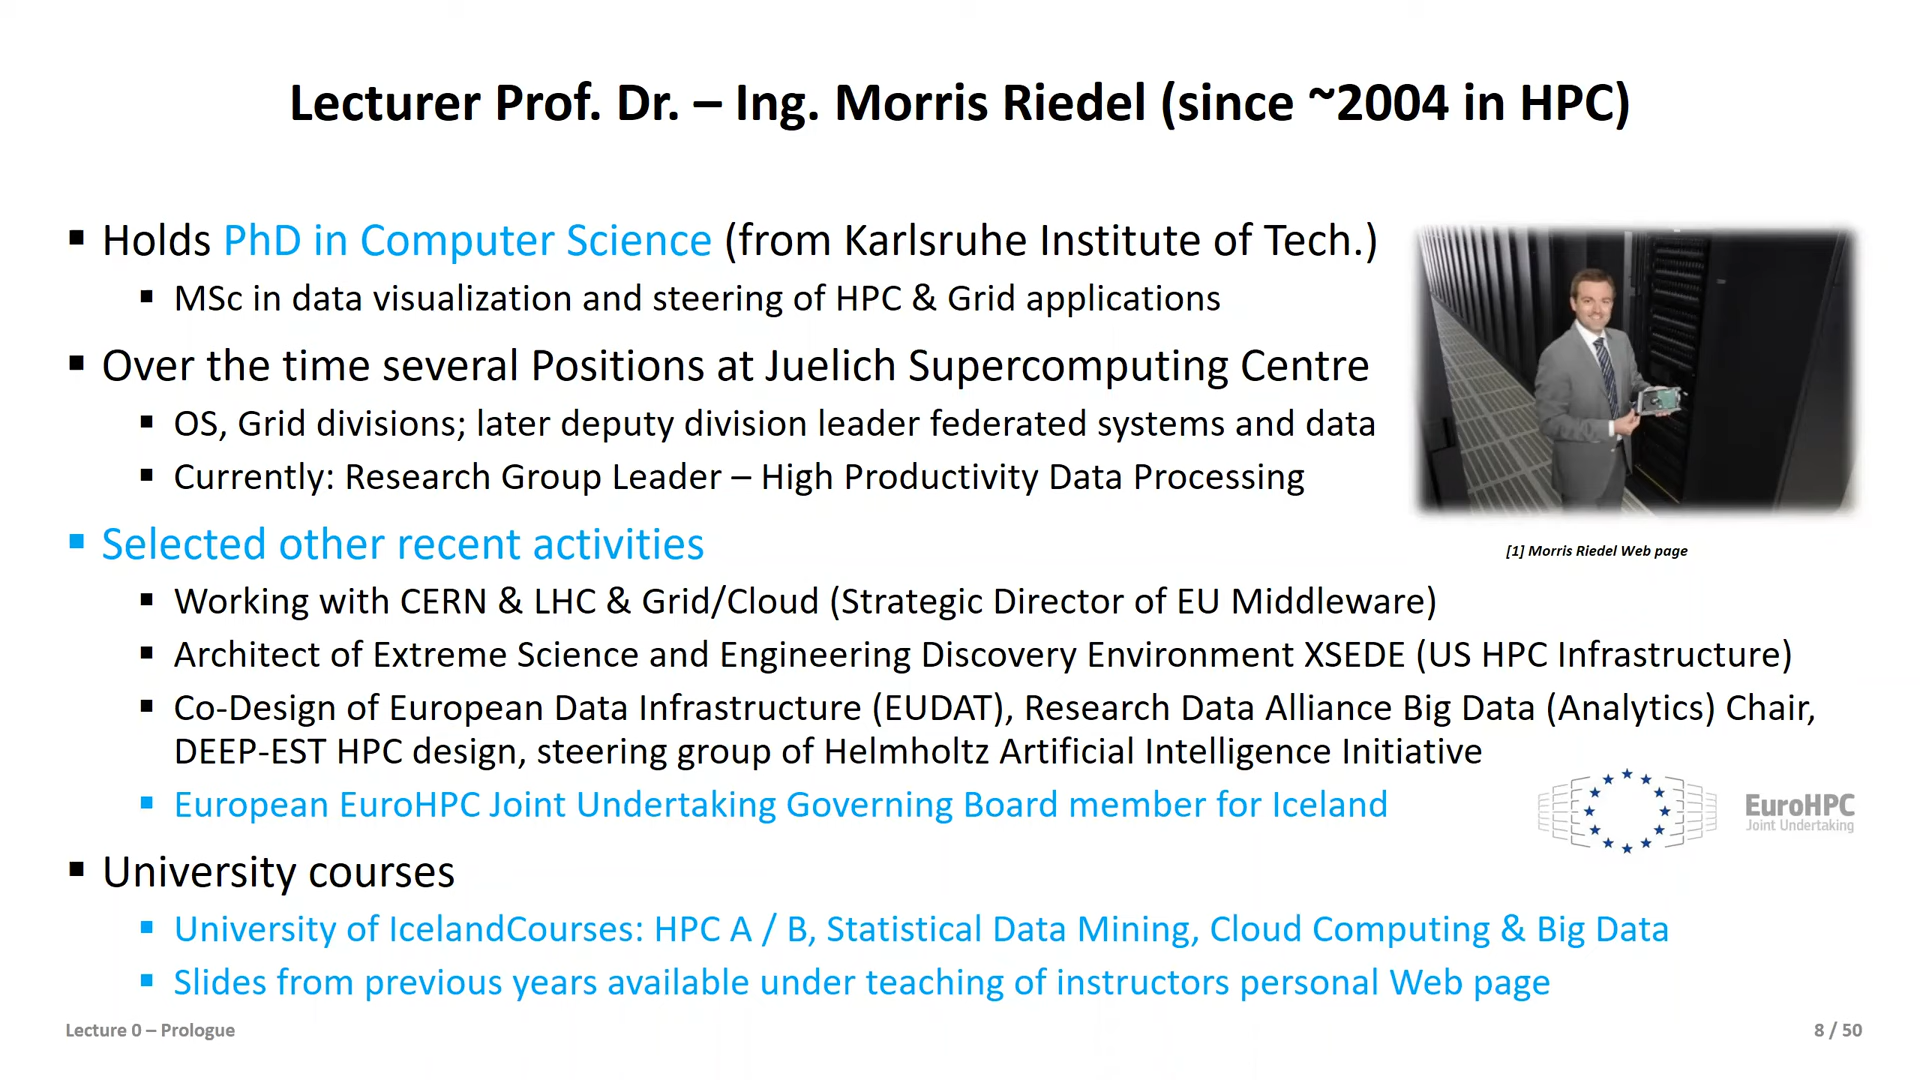 Lecturer Prof. Dr. – Ing. Morris Riedel (since ~2004 in HPC)
▪ Holds PhD in Computer Science (from Karlsruhe Institute of Tech.)
▪ MSc in data visualization and steering of HPC & Grid applications
▪ Over the time several Positions at Juelich Supercomputing Centre
▪ OS, Grid divisions; later deputy division leader federated systems and data
▪ Currently: Research Group Leader – High Productivity Data Processing
[1] Morris Riedel Web page
▪ Selected other recent activities
▪ Working with CERN & LHC & Grid/Cloud (Strategic Director of EU Middleware)
▪ Architect of Extreme Science and Engineering Discovery Environment XSEDE (US HPC Infrastructure)
▪ Co-Design of European Data Infrastructure (EUDAT), Research Data Alliance Big Data (Analytics) Chair,
DEEP-EST HPC design, steering group of Helmholtz Artificial Intelligence Initiative
▪ European EuroHPC Joint Undertaking Governing Board member for Iceland
EuroHPC
Joint Undertaking
▪ University courses
▪ University of IcelandCourses: HPC A / B, Statistical Data Mining, Cloud Computing & Big Data
▪ Slides from previous years available under teaching of instructors personal Web page
Lecture 0 – Prologue
8 / 50